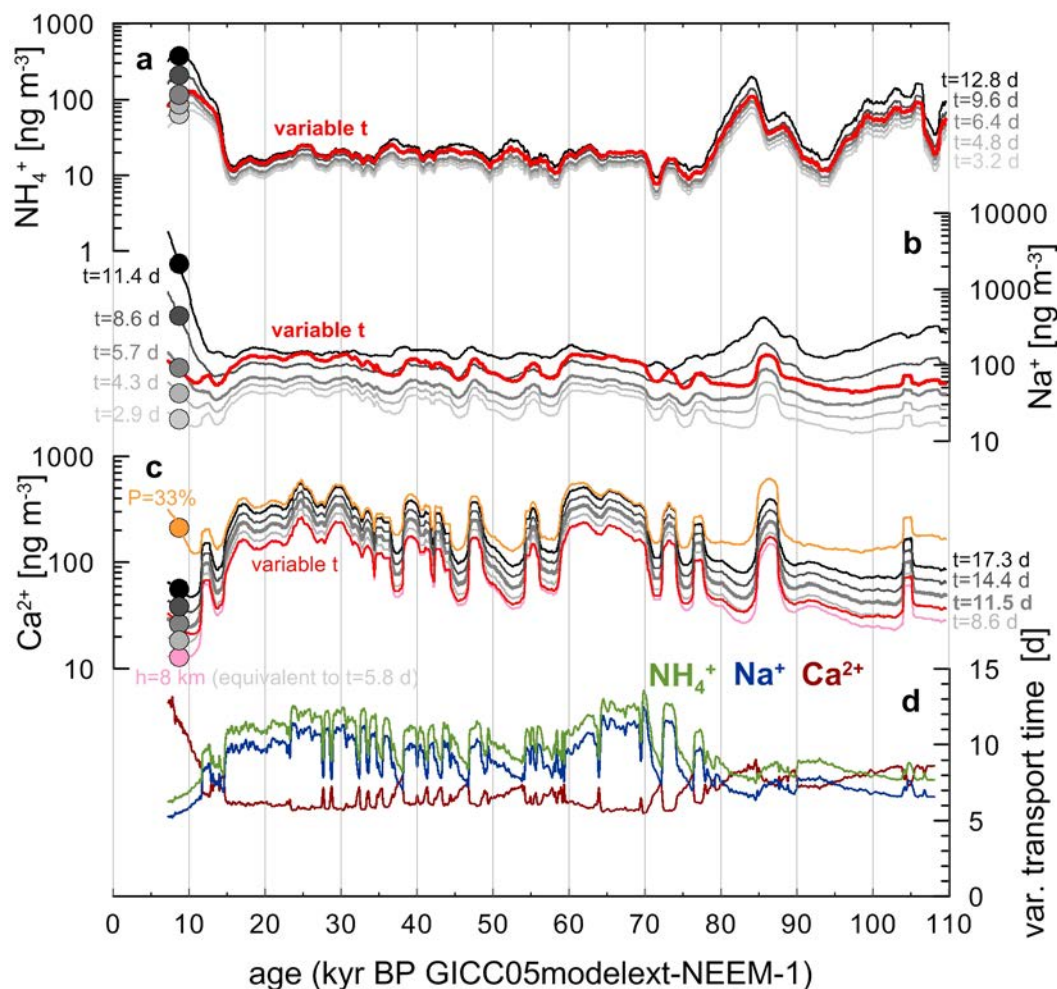 a
NH₄⁺ [ng m⁻³]
1000
100
10
1
variable t
t=12.8 d
t=9.6 d
t=6.4 d
t=4.8 d
t=3.2 d
b
Na⁺ [ng m⁻³]
10000
1000
100
10
t=11.4 d
t=8.6 d
t=5.7 d
t=4.3 d
t=2.9 d
variable t
c
Ca²⁺ [ng m⁻³]
1000
100
10
P=33%
variable t
t=17.3 d
t=14.4 d
t=11.5 d
t=8.6 d
h=8 km (equivalent to t=5.8 d)
NH₄⁺ Na⁺ Ca²⁺
d
var. transport time [d]
15
10
5
0
0 10 20 30 40 50 60 70 80 90 100 110
age (kyr BP GICC05modelext-NEEM-1)